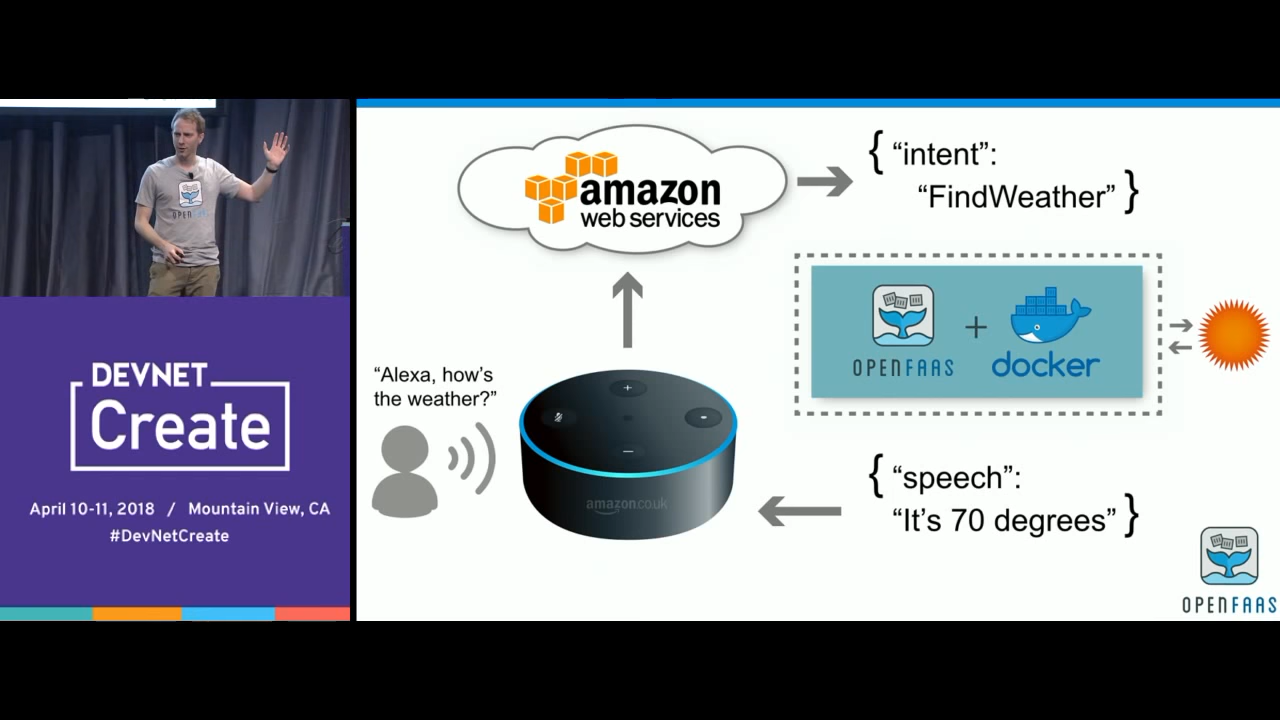 OPENFAAS
DEVNET
Create
April 10-11, 2018 / Mountain View, CA
#DevNetCreate
amazon
web services
{ “intent”:
“FindWeather” }
OPENFAAS + docker
“Alexa, how’s
the weather?”
amazon.co.uk
{ “speech”:
“It’s 70 degrees” }
OPENFAAS